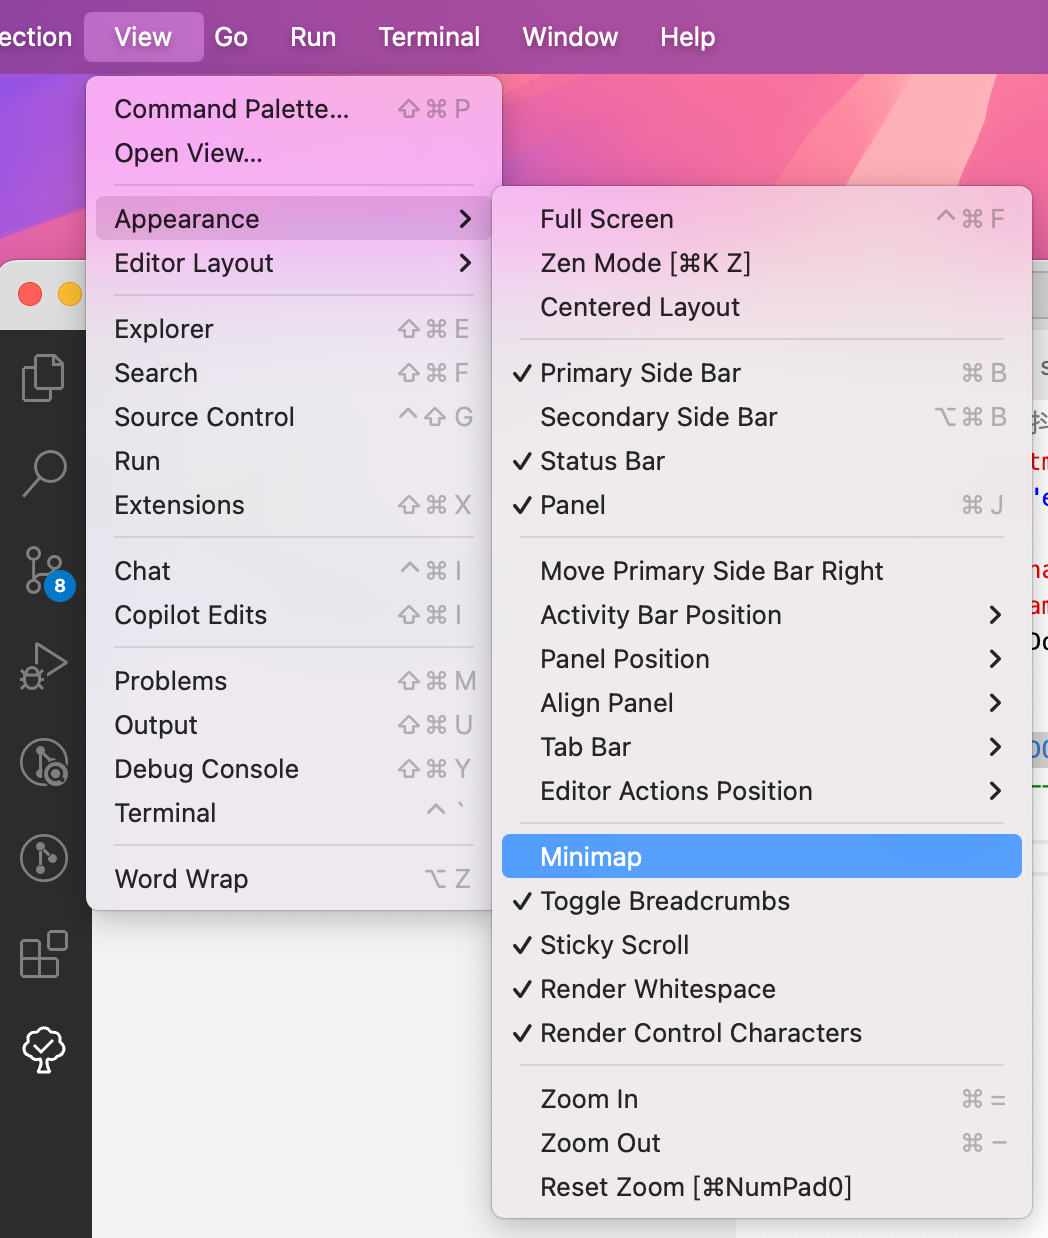 ection View Go Run Terminal Window Help
Command Palette... ⇧⌘P
Open View...
Appearance
Editor Layout
Explorer ⇧⌘E
Search ⇧⌘F
Source Control ^⇧G
Run
Extensions ⇧⌘X
Chat ^⌘I
Copilot Edits ⇧⌘I
Problems ⇧⌘M
Output ⇧⌘U
Debug Console ⇧⌘Y
Terminal ^`
Word Wrap ⌥Z
Full Screen ^⌘F
Zen Mode [⌘K Z]
Centered Layout
✓ Primary Side Bar ⌘B
Secondary Side Bar ⌥⌘B
✓ Status Bar
✓ Panel ⌘J
Move Primary Side Bar Right
Activity Bar Position
Panel Position
Align Panel
Tab Bar
Editor Actions Position
Minimap
✓ Toggle Breadcrumbs
✓ Sticky Scroll
✓ Render Whitespace
✓ Render Control Characters
Zoom In ⌘=
Zoom Out ⌘−
Reset Zoom [⌘NumPad0]
8